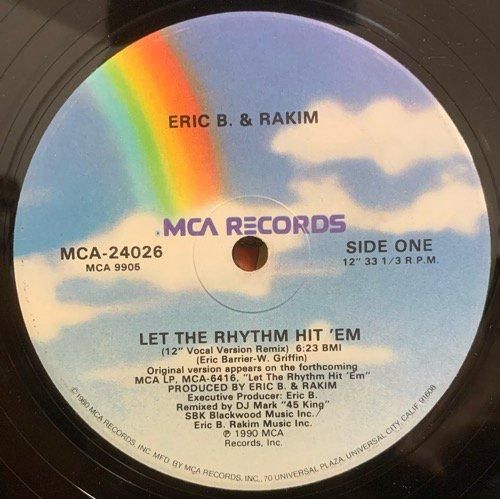 ERIC B. & RAKIM
MCA RECORDS
MCA-24026
MCA 9905
SIDE ONE
12" 33 1/3 R.P.M.
LET THE RHYTHM HIT 'EM
(12" Vocal Version Remix) 6:23 BMI
(Eric Barrier-W. Griffin)
Original version appears on the forthcoming
MCA LP, MCA-6416, "Let The Rhythm Hit 'Em"
PRODUCED BY ERIC B. & RAKIM
Executive Producer: Eric B.
Remixed by DJ Mark "45 King"
SBK Blackwood Music Inc./
Eric B. Rakim Music Inc.
℗ 1990 MCA
Records, Inc.
©1980 MCA RECORDS, INC. MFD. BY MCA RECORDS, INC., 70 UNIVERSAL PLAZA, UNIVERSAL CITY, CALIF. 91608